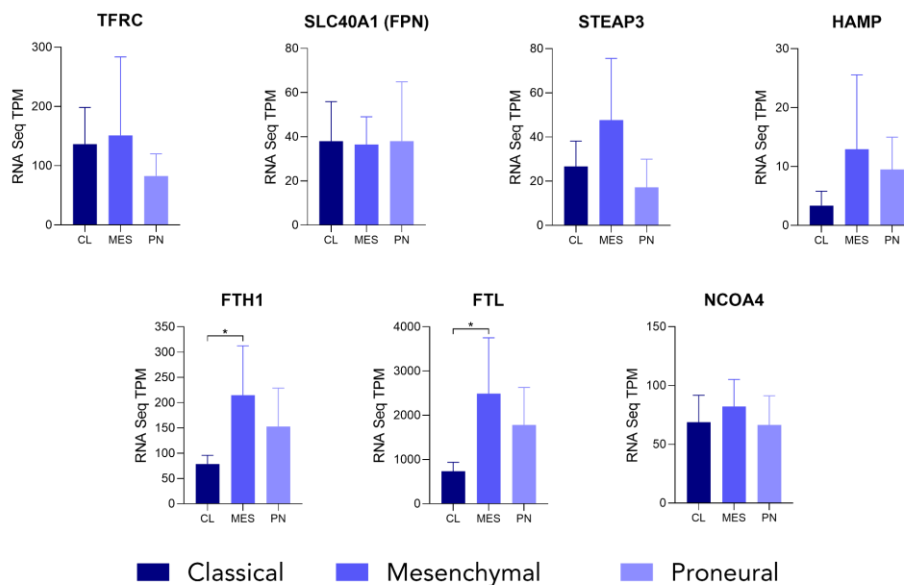 TFRC
RNA Seq TPM
300
200
100
0
CL MES PN
SLC40A1 (FPN)
RNA Seq TPM
80
60
40
20
0
CL MES PN
STEAP3
RNA Seq TPM
80
60
40
20
0
CL MES PN
HAMP
RNA Seq TPM
30
20
10
0
CL MES PN
FTH1
RNA Seq TPM
350
300
250
200
150
100
50
0
*
CL MES PN
FTL
RNA Seq TPM
4000
3000
2000
1000
0
*
CL MES PN
NCOA4
RNA Seq TPM
150
100
50
0
CL MES PN
Classical Mesenchymal Proneural